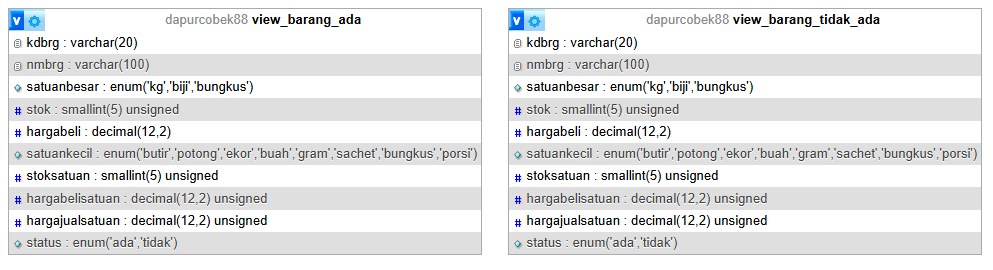 v dapurcobek88 view_barang_ada
kdbrg : varchar(20)
nmbrg : varchar(100)
satuanbesar : enum('kg','biji','bungkus')
# stok : smallint(5) unsigned
# hargabeli : decimal(12,2)
satuankecil : enum('butir','potong','ekor','buah','gram','sachet','bungkus','porsi')
# stoksatuan : smallint(5) unsigned
# hargabelisatuan : decimal(12,2) unsigned
# hargajualsatuan : decimal(12,2) unsigned
status : enum('ada','tidak')
v dapurcobek88 view_barang_tidak_ada
kdbrg : varchar(20)
nmbrg : varchar(100)
satuanbesar : enum('kg','biji','bungkus')
# stok : smallint(5) unsigned
# hargabeli : decimal(12,2)
satuankecil : enum('butir','potong','ekor','buah','gram','sachet','bungkus','porsi')
# stoksatuan : smallint(5) unsigned
# hargabelisatuan : decimal(12,2) unsigned
# hargajualsatuan : decimal(12,2) unsigned
status : enum('ada','tidak')